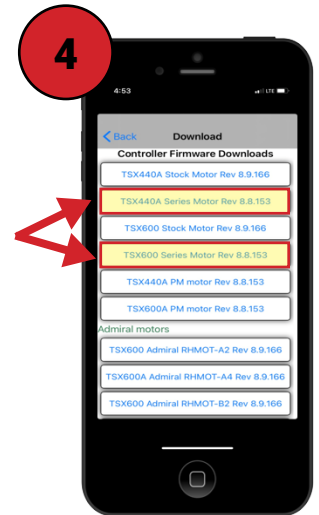 4
4:53
LTE
Back Download
Controller Firmware Downloads
TSX440A Stock Motor Rev 8.9.166
TSX440A Series Motor Rev 8.8.153
TSX600 Stock Motor Rev 8.9.166
TSX600 Series Motor Rev 8.8.153
TSX440A PM motor Rev 8.8.153
TSX600A PM motor Rev 8.8.153
Admiral motors
TSX600 Admiral RHMOT-A2 Rev 8.9.166
TSX600A Admiral RHMOT-A4 Rev 8.9.166
TSX600 Admiral RHMOT-B2 Rev 8.9.166